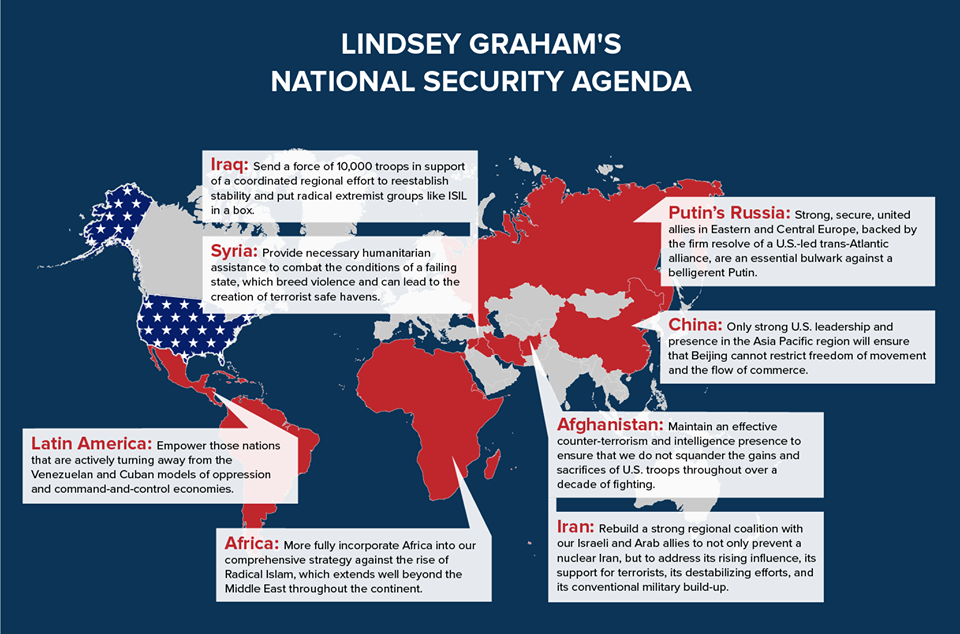 LINDSEY GRAHAM'S
NATIONAL SECURITY AGENDA
Iraq: Send a force of 10,000 troops in support
of a coordinated regional effort to reestablish
stability and put radical extremist groups like ISIL
in a box.
Syria: Provide necessary humanitarian
assistance to combat the conditions of a failing
state, which breed violence and can lead to the
creation of terrorist safe havens.
Putin’s Russia: Strong, secure, united
allies in Eastern and Central Europe, backed by
the firm resolve of a U.S.-led trans-Atlantic
alliance, are an essential bulwark against a
belligerent Putin.
China: Only strong U.S. leadership and
presence in the Asia Pacific region will ensure
that Beijing cannot restrict freedom of movement
and the flow of commerce.
Latin America: Empower those nations
that are actively turning away from the
Venezuelan and Cuban models of oppression
and command-and-control economies.
Afghanistan: Maintain an effective
counter-terrorism and intelligence presence to
ensure that we do not squander the gains and
sacrifices of U.S. troops throughout over a
decade of fighting.
Africa: More fully incorporate Africa into our
comprehensive strategy against the rise of
Radical Islam, which extends well beyond the
Middle East throughout the continent.
Iran: Rebuild a strong regional coalition with
our Israeli and Arab allies to not only prevent a
nuclear Iran, but to address its rising influence, its
support for terrorists, its destabilizing efforts, and
its conventional military build-up.